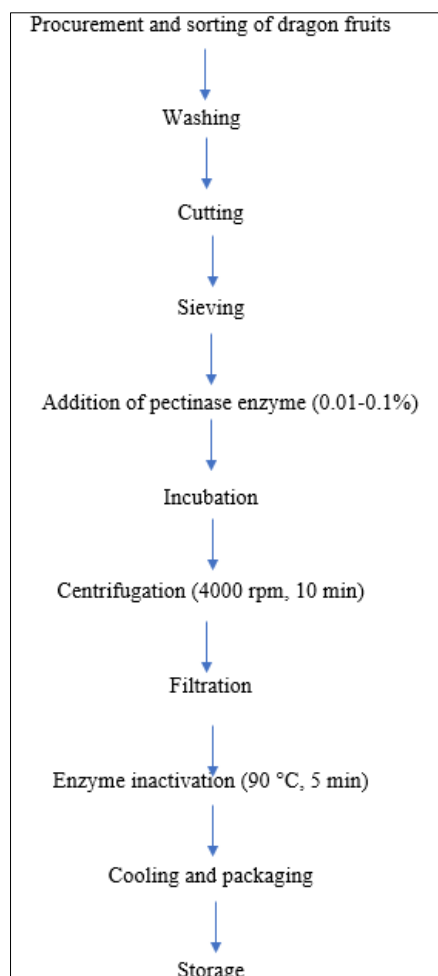 Procurement and sorting of dragon fruits
Washing
Cutting
Sieving
Addition of pectinase enzyme (0.01-0.1%)
Incubation
Centrifugation (4000 rpm, 10 min)
Filtration
Enzyme inactivation (90 °C, 5 min)
Cooling and packaging
Storage